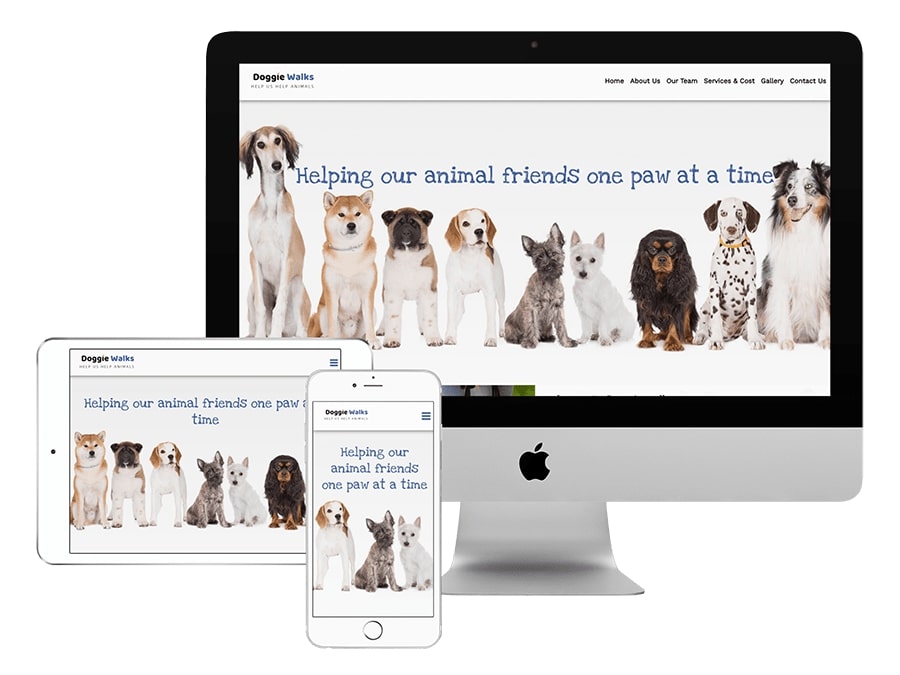 Doggie Walks
HELP US HELP ANIMALS
Home About Us Our Team Services & Cost Gallery Contact Us
Helping our animal friends one paw at a time
Doggie Walks
HELP US HELP ANIMALS
Helping our animal friends one paw
time
Doggie Walks
HELP US HELP ANIMALS
Helping our
animal friends
one paw at a time